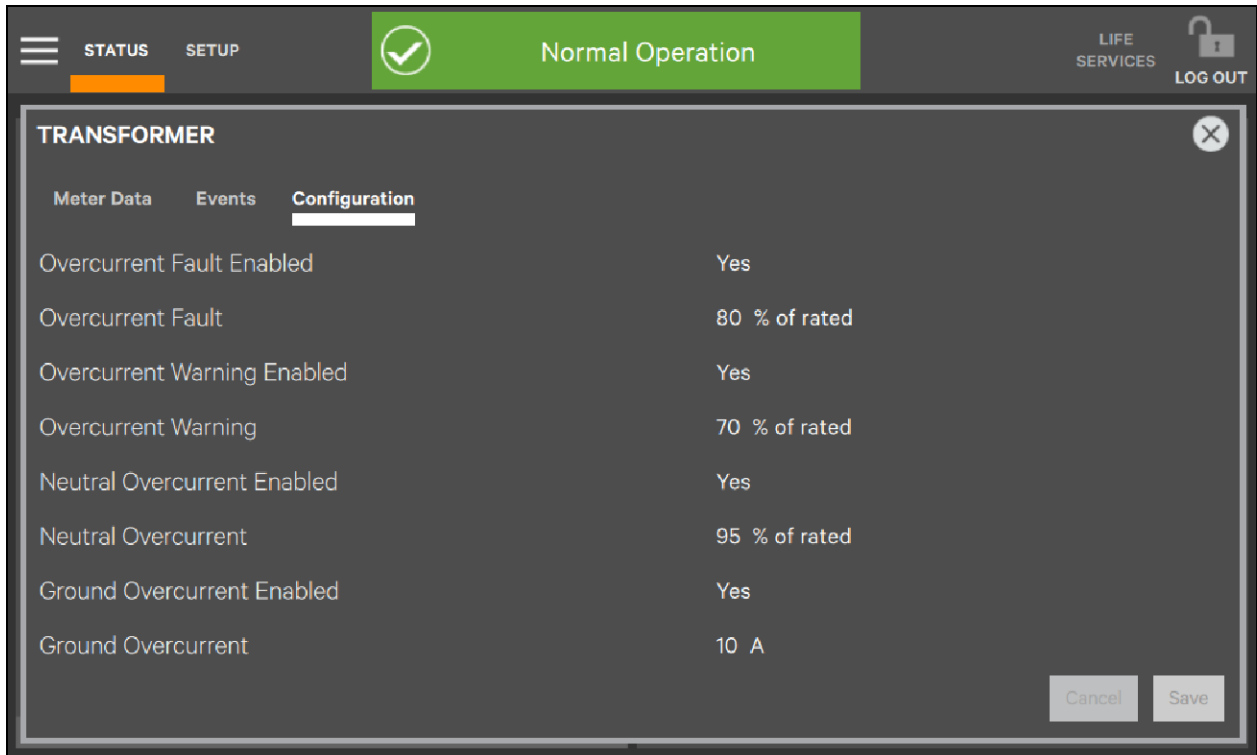 STATUS SETUP Normal Operation LIFE SERVICES LOG OUT
TRANSFORMER
Meter Data Events Configuration
Overcurrent Fault Enabled Yes
Overcurrent Fault 80 % of rated
Overcurrent Warning Enabled Yes
Overcurrent Warning 70 % of rated
Neutral Overcurrent Enabled Yes
Neutral Overcurrent 95 % of rated
Ground Overcurrent Enabled Yes
Ground Overcurrent 10 A
Cancel Save